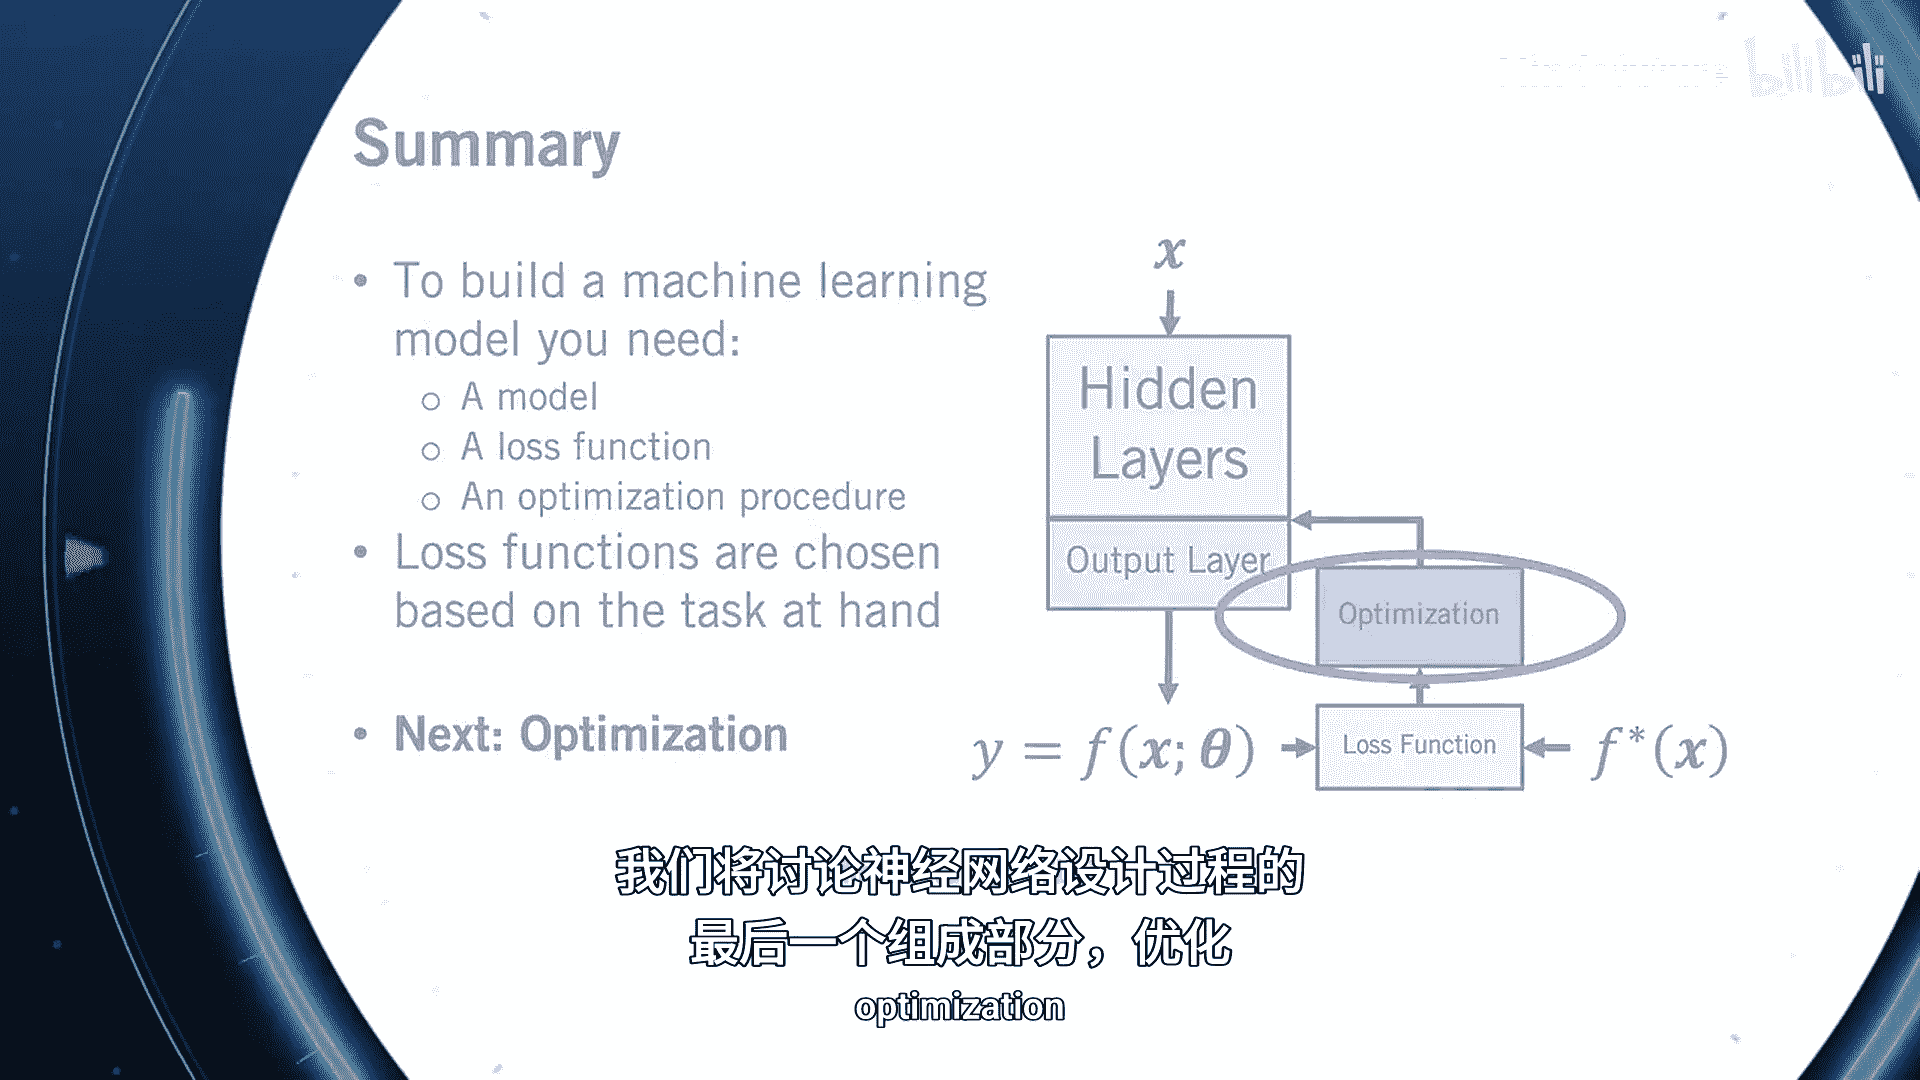 bilibili
Summary
• To build a machine learning
model you need:
○ A model
○ A loss function
○ An optimization procedure
• Loss functions are chosen
based on the task at hand
• Next: Optimization
x
Hidden
Layers
Output Layer
Optimization
y = f(x; θ)
Loss Function
f*(x)
我们将讨论神经网络设计过程的
最后一个组成部分，优化
optimization